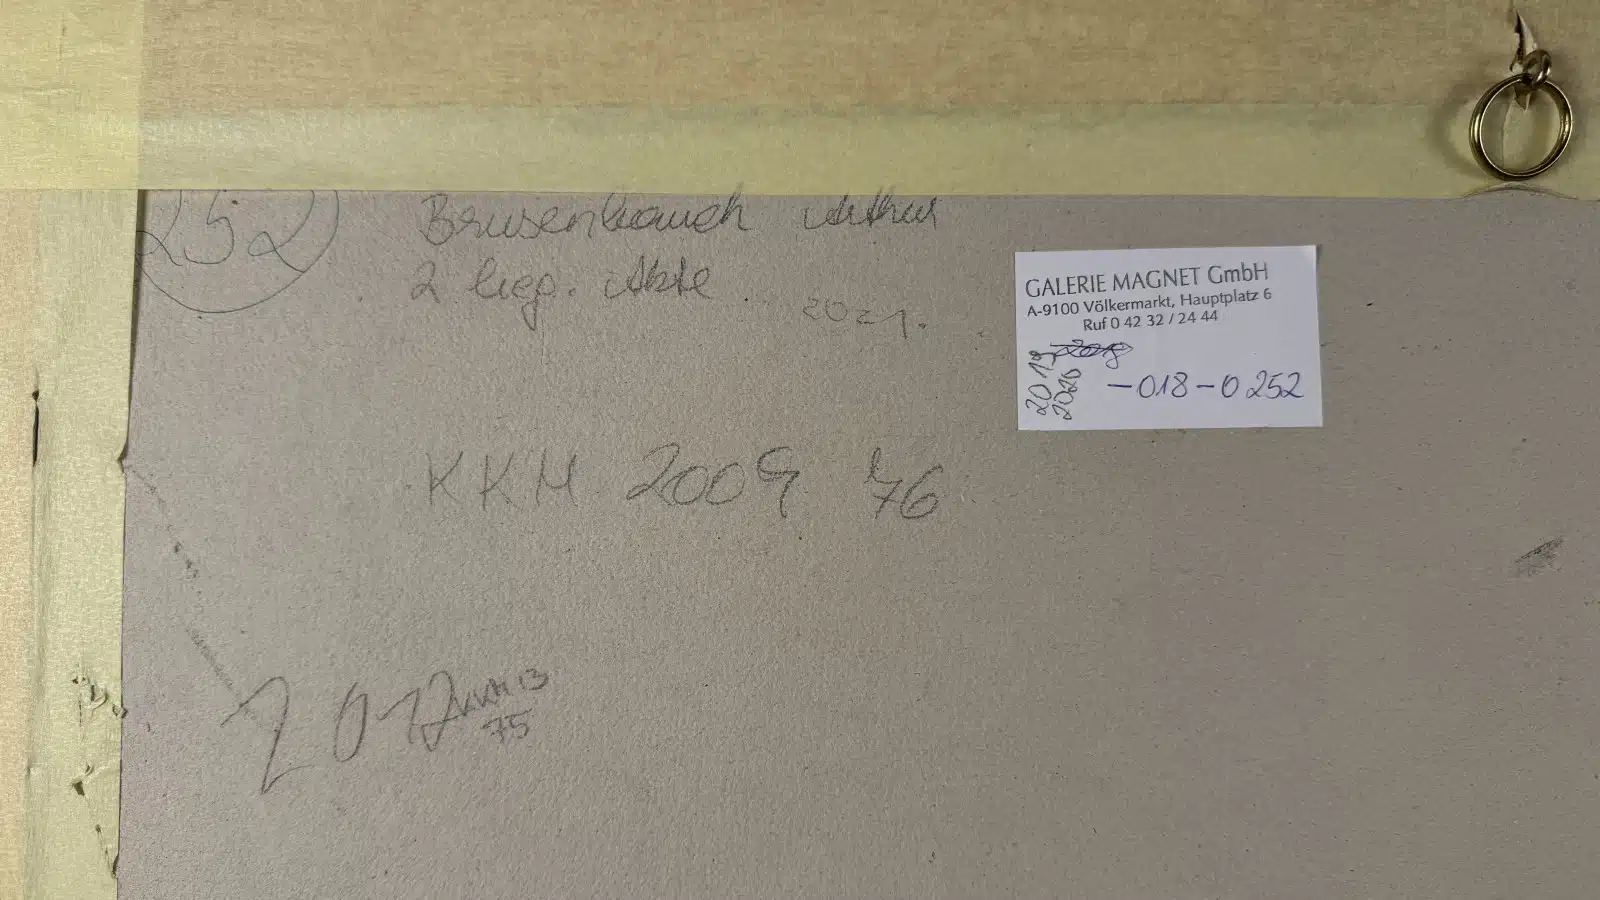 252
Brusenbauch Arthur
2 lieg. Akte
2021.
GALERIE MAGNET GmbH
A-9100 Völkermarkt, Hauptplatz 6
Ruf 0 42 32 / 24 44
2018
2019
2020
-018-0252
KKM 2009 76
2017
KKM 13
75